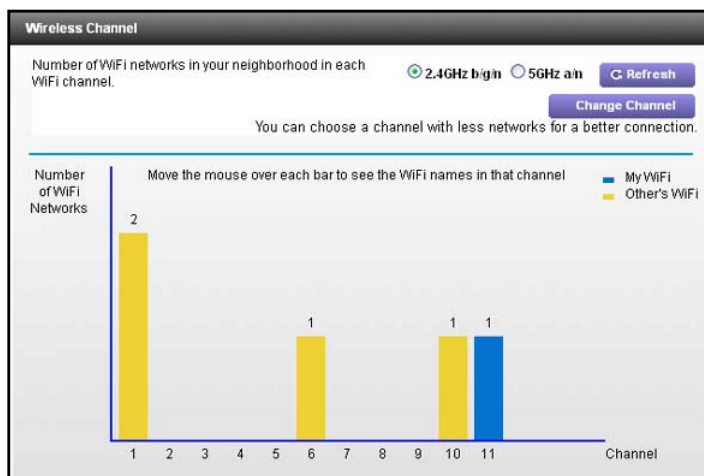 Wireless Channel
Number of WiFi networks in your neighborhood in each
WiFi channel.
2.4GHz b/g/n 5GHz a/n
Refresh
Change Channel
You can choose a channel with less networks for a better connection.
Number
of WiFi
Networks
Move the mouse over each bar to see the WiFi names in that channel
My WiFi
Other's WiFi
2
1
1 1
1 2 3 4 5 6 7 8 9 10 11 Channel